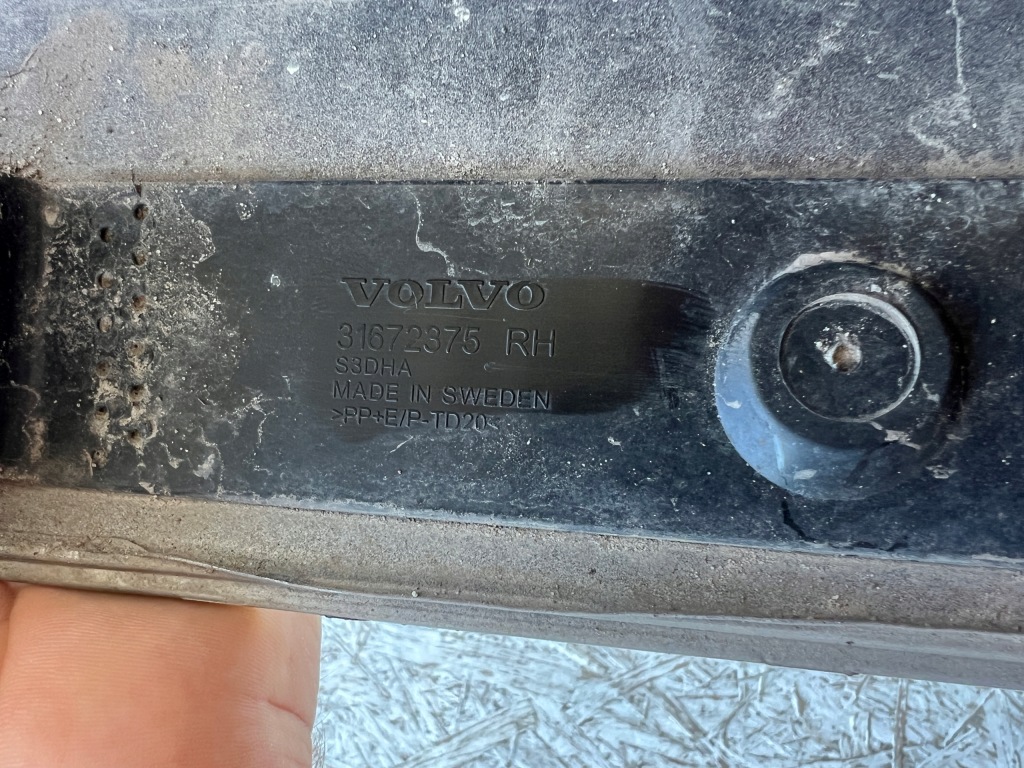 VOLVO
31672375 RH
S3DHA
MADE IN SWEDEN
>PP+E/P-TD20<